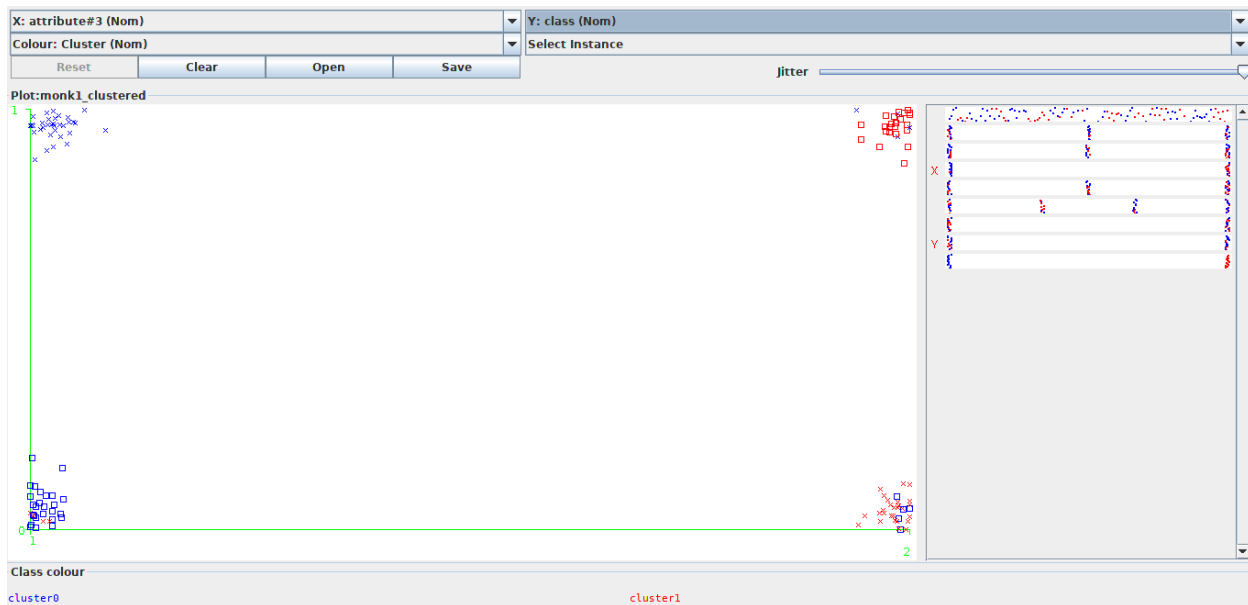 X: attribute#3 (Nom)
Y: class (Nom)
Colour: Cluster (Nom)
Select Instance
Reset
Clear
Open
Save
Jitter
Plot:monk1_clustered
1
0
1
2
X
Y
Class colour
cluster0
cluster1